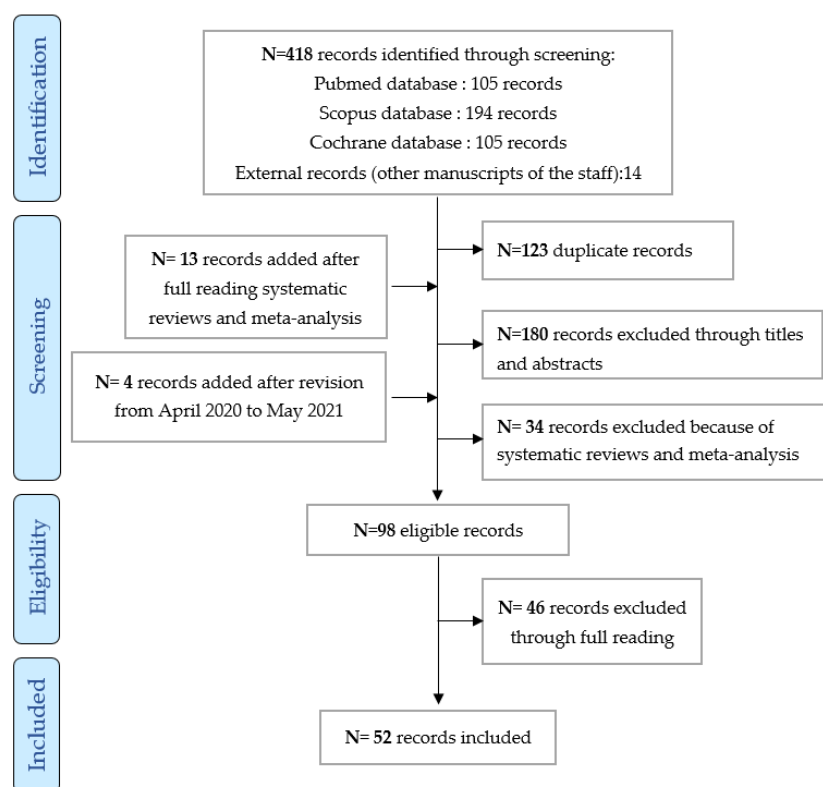 Identification
N=418 records identified through screening:
Pubmed database : 105 records
Scopus database : 194 records
Cochrane database : 105 records
External records (other manuscripts of the staff):14
Screening
N= 13 records added after
full reading systematic
reviews and meta-analysis
N=123 duplicate records
N=180 records excluded through titles
and abstracts
N= 4 records added after revision
from April 2020 to May 2021
N= 34 records excluded because of
systematic reviews and meta-analysis
Eligibility
N=98 eligible records
N= 46 records excluded
through full reading
Included
N= 52 records included